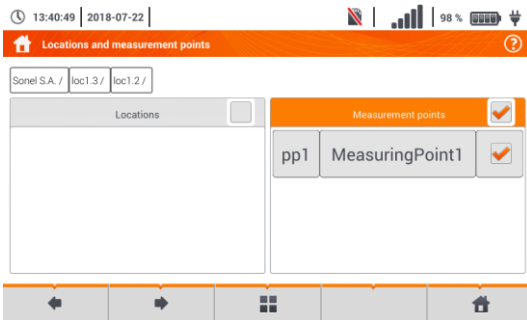 13:40:49 2018-07-22 98 %
Locations and measurement points ?
Sonel S.A. / loc1.3 / loc1.2 /
Locations Measurement points
pp1 MeasuringPoint1